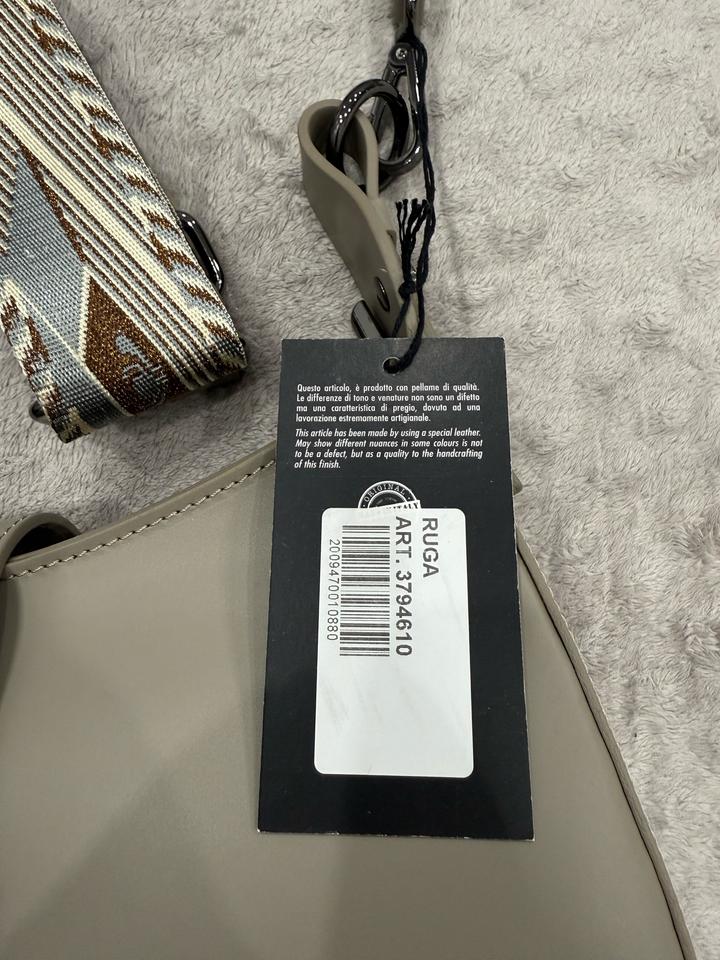 Questo articolo, è prodotto con pellame di qualità.
Le differenze di tono e venature non sono un difetto
ma una caratteristica di pregio, dovuta ad una
lavorazione estremamente artigianale.
This article has been made by using a special leather.
May show different nuances in some colours is not
to be a defect, but as a quality to the handcrafting
of this finish.
ORIGINAL
RUGA
ART. 3794610
2009470010880